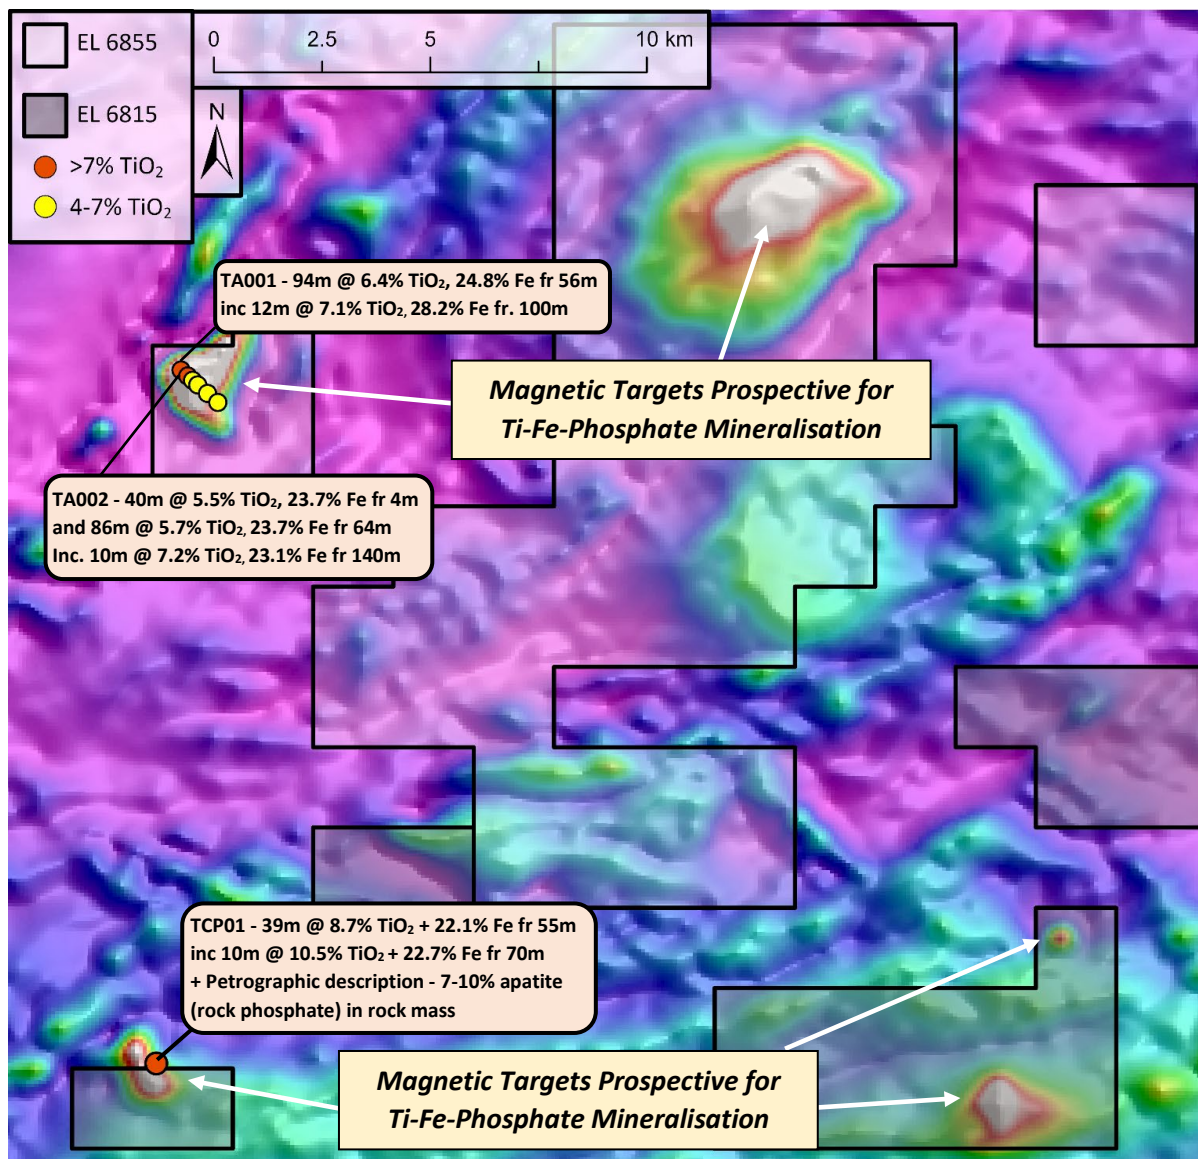 EL 6855
EL 6815
>7% TiO₂
4-7% TiO₂
0 2.5 5 10 km
N
TA001 - 94m @ 6.4% TiO₂, 24.8% Fe fr 56m
inc 12m @ 7.1% TiO₂, 28.2% Fe fr. 100m
Magnetic Targets Prospective for
Ti-Fe-Phosphate Mineralisation
TA002 - 40m @ 5.5% TiO₂, 23.7% Fe fr 4m
and 86m @ 5.7% TiO₂, 23.7% Fe fr 64m
Inc. 10m @ 7.2% TiO₂, 23.1% Fe fr 140m
TCP01 - 39m @ 8.7% TiO₂ + 22.1% Fe fr 55m
inc 10m @ 10.5% TiO₂ + 22.7% Fe fr 70m
+ Petrographic description - 7-10% apatite
(rock phosphate) in rock mass
Magnetic Targets Prospective for
Ti-Fe-Phosphate Mineralisation